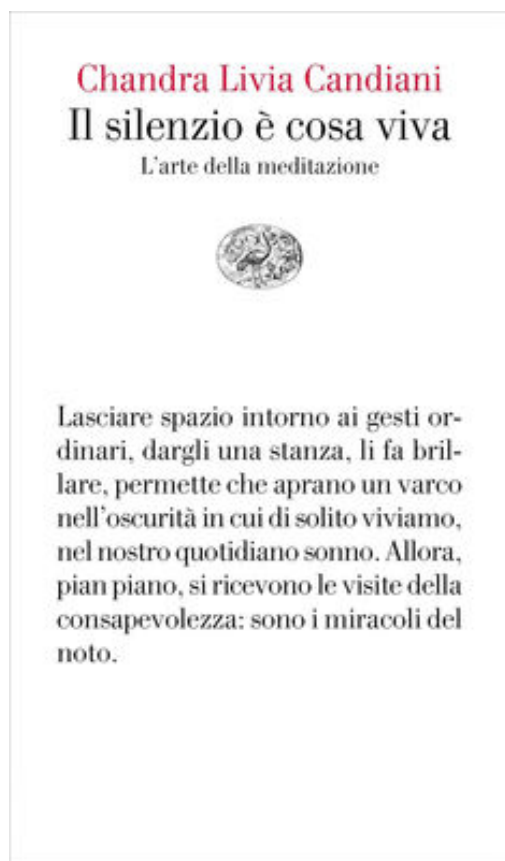 Chandra Livia Candiani
Il silenzio è cosa viva
L'arte della meditazione
Lasciare spazio intorno ai gesti or-
dinari, dargli una stanza, li fa bril-
lare, permette che aprano un varco
nell'oscurità in cui di solito viviamo,
nel nostro quotidiano sonno. Allora,
pian piano, si ricevono le visite della
consapevolezza: sono i miracoli del
noto.